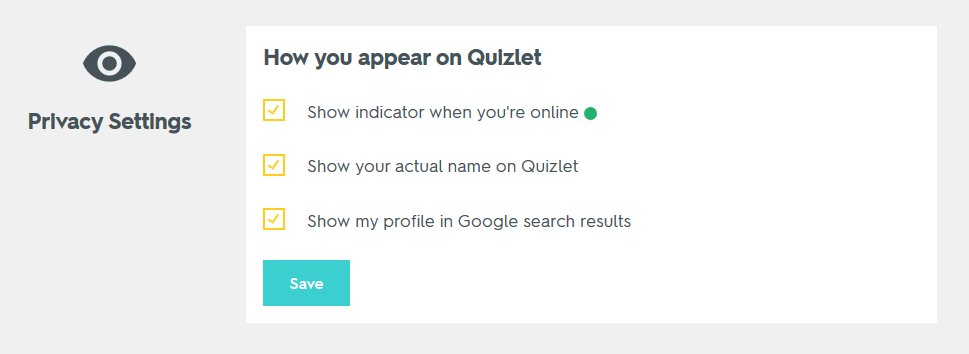 Privacy Settings
How you appear on Quizlet
Show indicator when you're online
Show your actual name on Quizlet
Show my profile in Google search results
Save